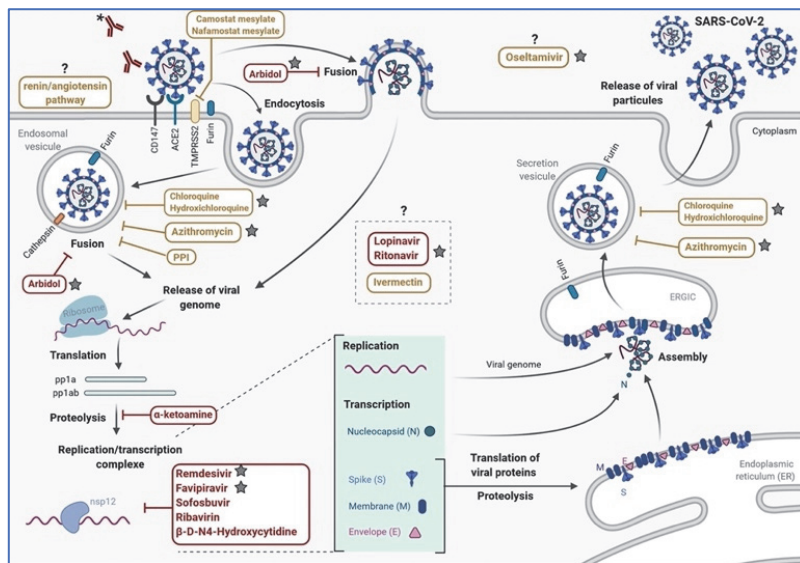 *
Camostat mesylate
Nafamostat mesylate
?
renin/angiotensin
pathway
Arbidol
Fusion
Endocytosis
?
Oseltamivir
SARS-CoV-2
Release of viral
particules
Cytoplasm
CD147
ACE2
TMPRSS2
Furin
Endosomal
vesicule
Furin
Cathepsin
Fusion
Chloroquine
Hydroxichloroquine
Azithromycin
PPI
Arbidol
Release of viral
genome
?
Lopinavir
Ritonavir
Ivermectin
Secretion
vesicule
Furin
Chloroquine
Hydroxichloroquine
Azithromycin
Furin
ERGIC
Assembly
N
Ribosome
Translation
pp1a
pp1ab
Proteolysis
α-ketoamine
Replication/transcription
complexe
nsp12
Remdesivir
Favipiravir
Sofosbuvir
Ribavirin
β-D-N4-Hydroxycytidine
Replication
Transcription
Nucleocapsid (N)
Spike (S)
Membrane (M)
Envelope (E)
Viral genome
Translation of
viral proteins
Proteolysis
M
E
S
Endoplasmic
reticulum (ER)